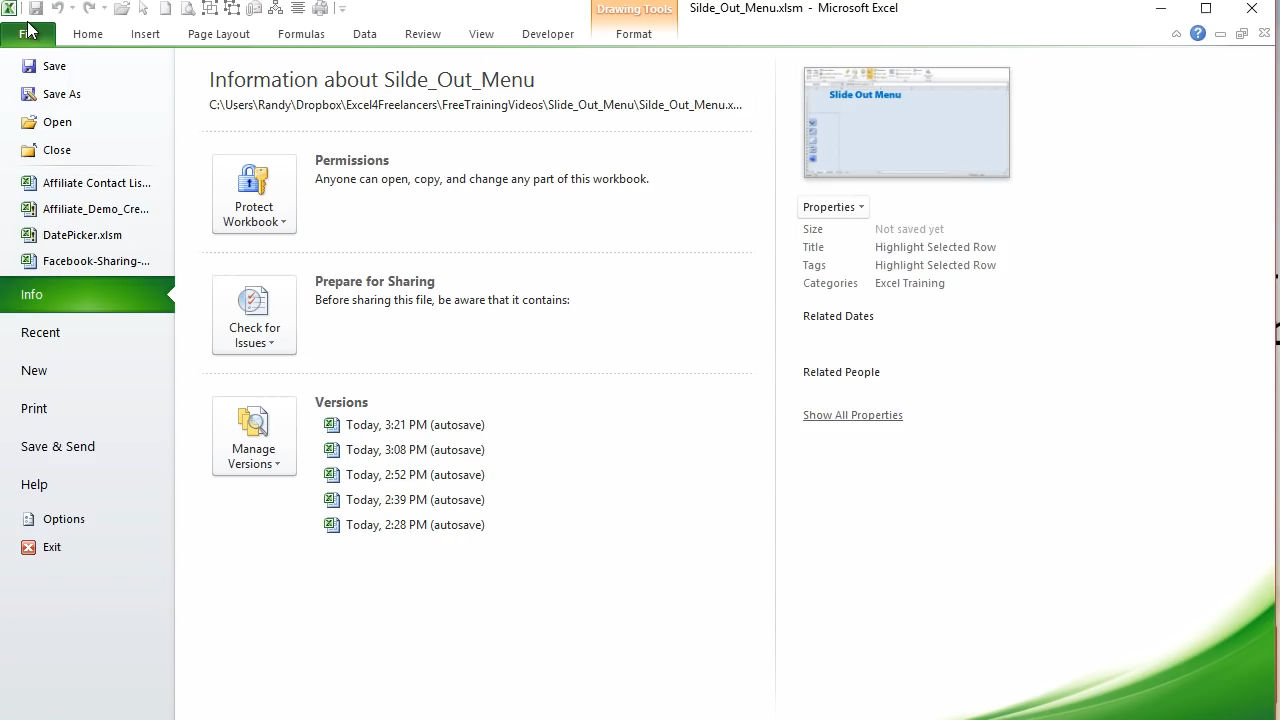 Drawing Tools
Silde_Out_Menu.xlsm - Microsoft Excel
Home
Insert
Page Layout
Formulas
Data
Review
View
Developer
Format
Save
Save As
Open
Close
Affiliate Contact Lis...
Affiliate_Demo_Cre...
DatePicker.xlsm
Facebook-Sharing-...
Info
Recent
New
Print
Save & Send
Help
Options
Exit
Information about Silde_Out_Menu
C:\Users\Randy\Dropbox\Excel4Freelancers\FreeTrainingVideos\Slide_Out_Menu\Silde_Out_Menu.x...
Permissions
Anyone can open, copy, and change any part of this workbook.
Protect
Workbook
Prepare for Sharing
Before sharing this file, be aware that it contains:
Check for
Issues
Versions
Today, 3:21 PM (autosave)
Today, 3:08 PM (autosave)
Today, 2:52 PM (autosave)
Today, 2:39 PM (autosave)
Today, 2:28 PM (autosave)
Manage
Versions
Slide Out Menu
Properties
Size Not saved yet
Title Highlight Selected Row
Tags Highlight Selected Row
Categories Excel Training
Related Dates
Related People
Show All Properties